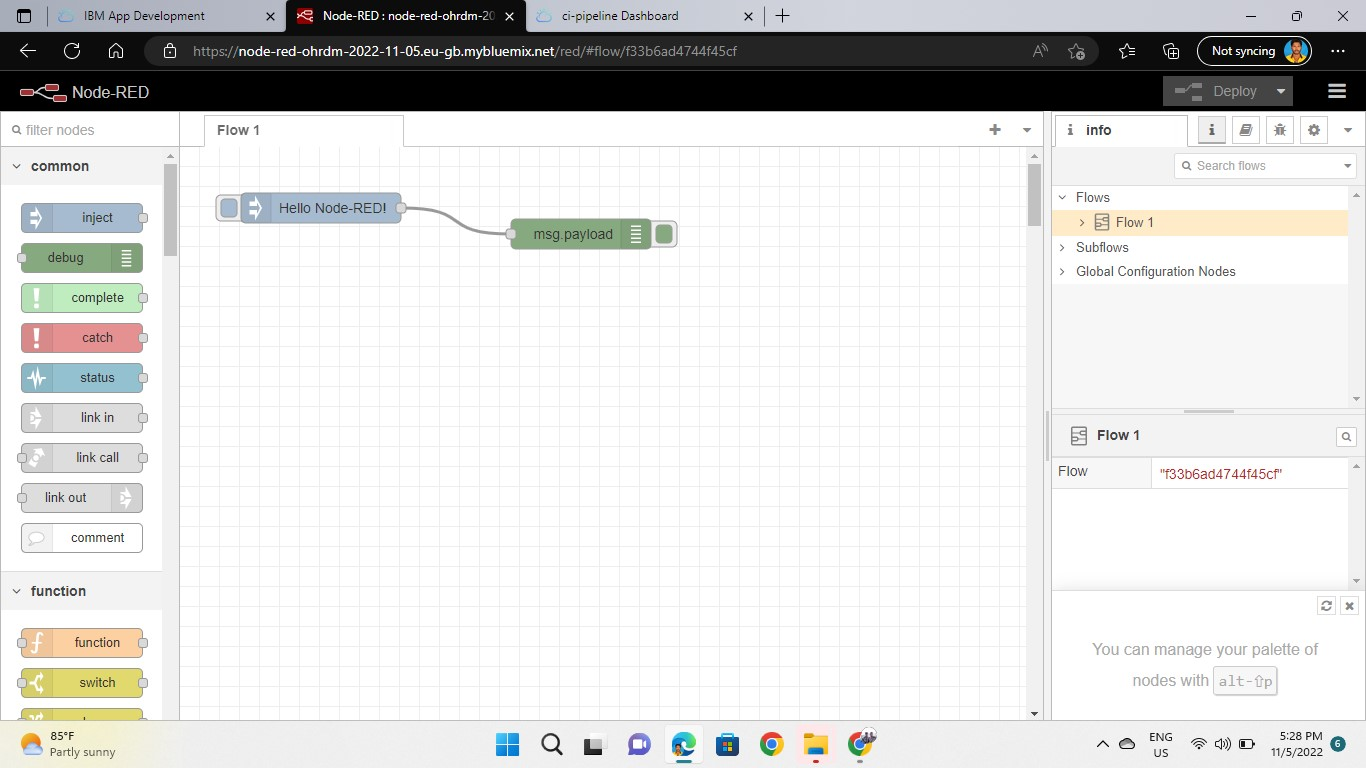 IBM App Development
Node-RED : node-red-ohrdm-20
ci-pipeline Dashboard
https://node-red-ohrdm-2022-11-05.eu-gb.mybluemix.net/red/#flow/f33b6ad4744f45cf
Not syncing
Node-RED
Deploy
filter nodes
Flow 1
info
common
Search flows
inject
Hello Node-RED!
msg.payload
Flows
Flow 1
Subflows
Global Configuration Nodes
debug
complete
catch
status
link in
link call
link out
comment
Flow 1
Flow
"f33b6ad4744f45cf"
function
function
switch
You can manage your palette of
nodes with alt-⇧p
85°F
Partly sunny
ENG
US
5:28 PM
11/5/2022
6